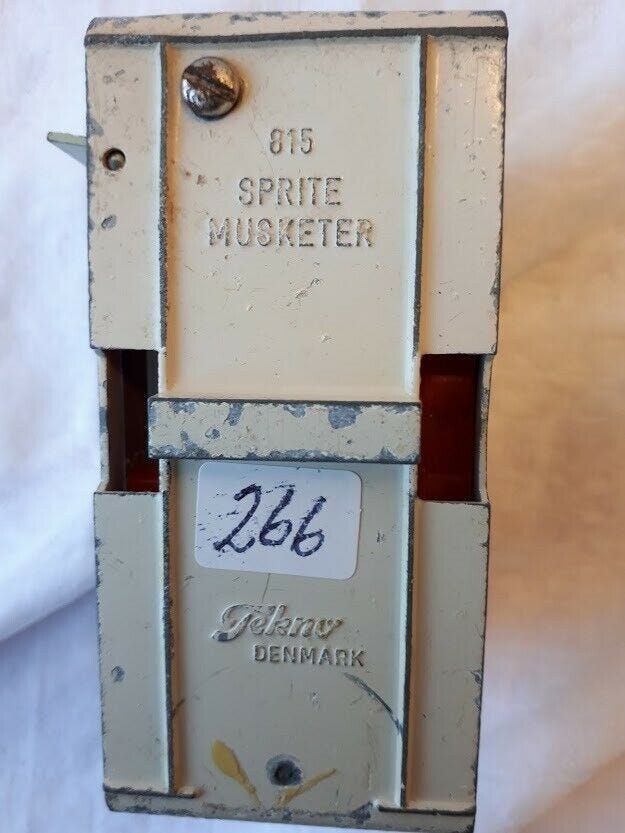 815
SPRITE
MUSKETER
266
Tekno
DENMARK